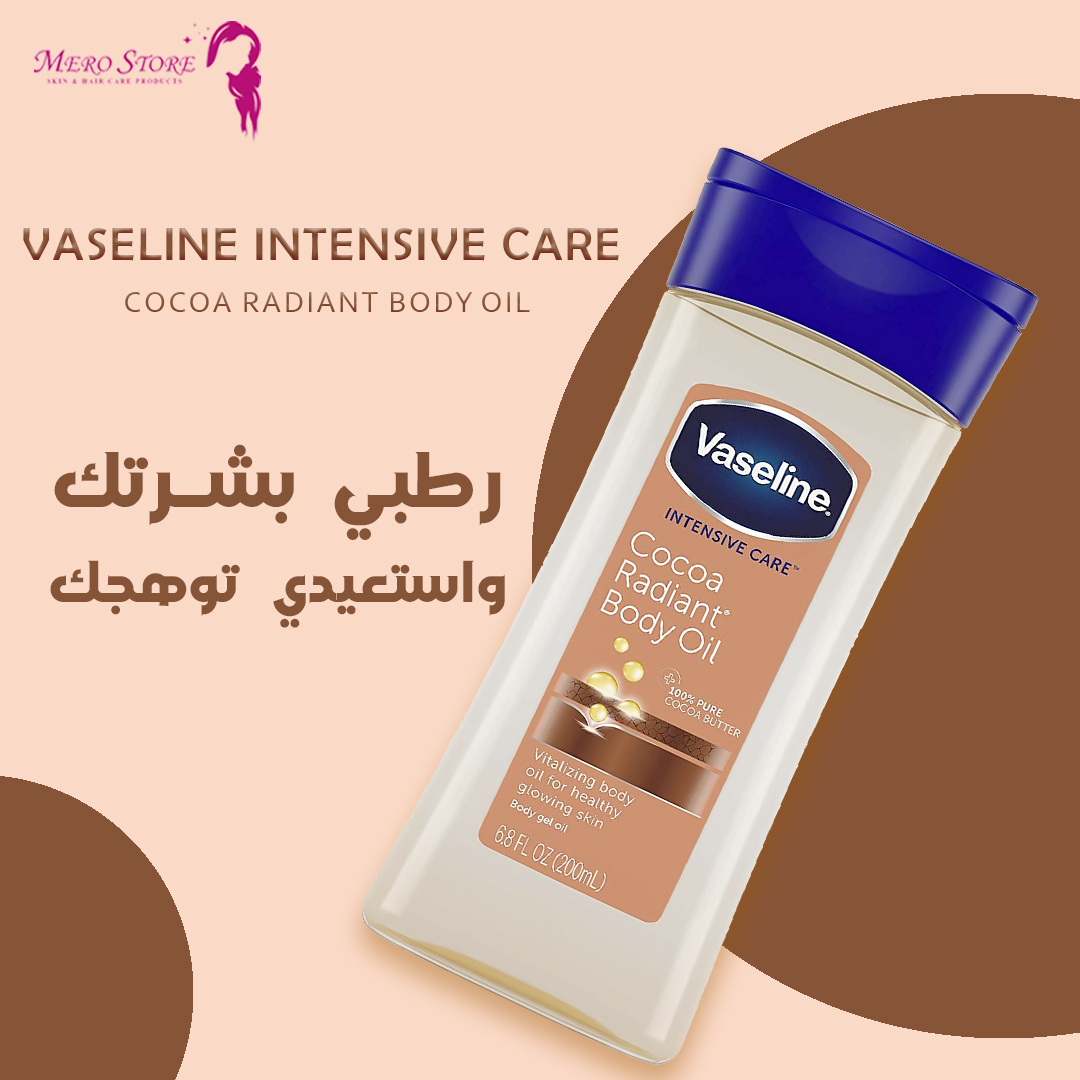 MERO STORE
SKIN & HAIR CARE PRODUCTS
VASELINE INTENSIVE CARE
COCOA RADIANT BODY OIL
رطبي بشرتك
واستعيدي توهجك
Vaseline®
INTENSIVE CARE™
Cocoa
Radiant®
Body Oil
100% PURE
COCOA BUTTER
Vitalizing body
oil for healthy
glowing skin
Body gel oil
6.8 FL OZ (200mL)